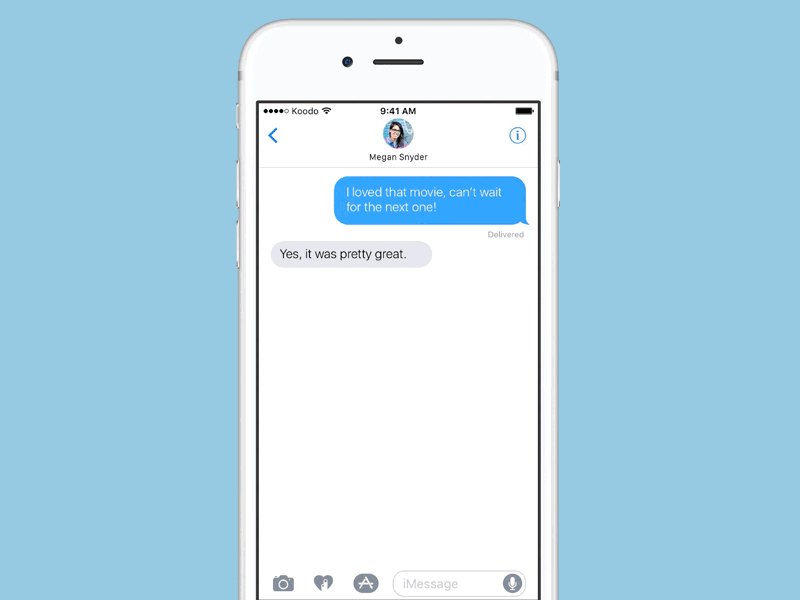 Koodo
9:41 AM
Megan Snyder
I loved that movie, can't wait
for the next one!
Delivered
Yes, it was pretty great.
iMessage